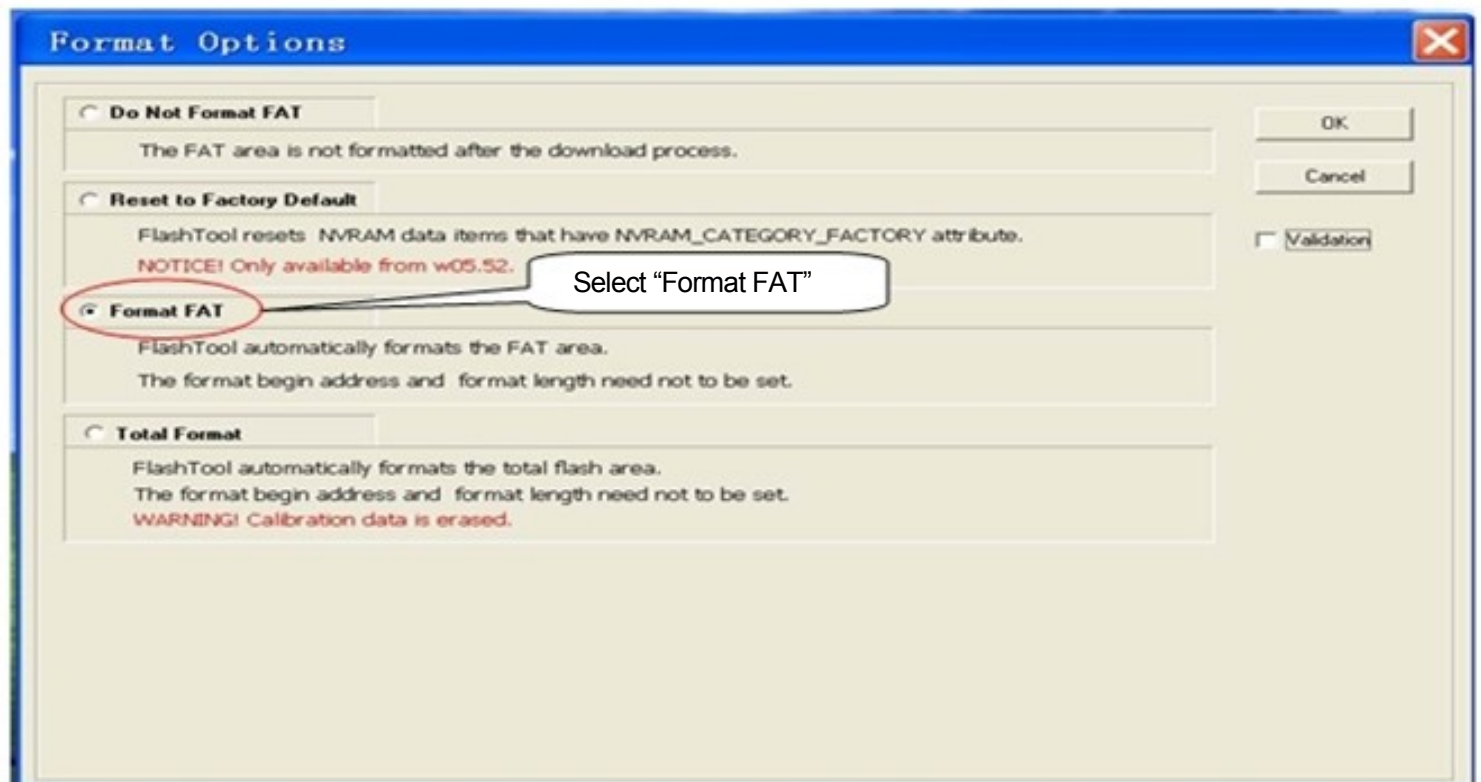 Format Options
Do Not Format FAT
The FAT area is not formatted after the download process.
Reset to Factory Default
FlashTool resets NVRAM data items that have NVRAM_CATEGORY_FACTORY attribute.
NOTICE! Only available from w05.52.
Select “Format FAT”
Format FAT
FlashTool automatically formats the FAT area.
The format begin address and format length need not to be set.
Total Format
FlashTool automatically formats the total flash area.
The format begin address and format length need not to be set.
WARNING! Calibration data is erased.
OK
Cancel
Validation